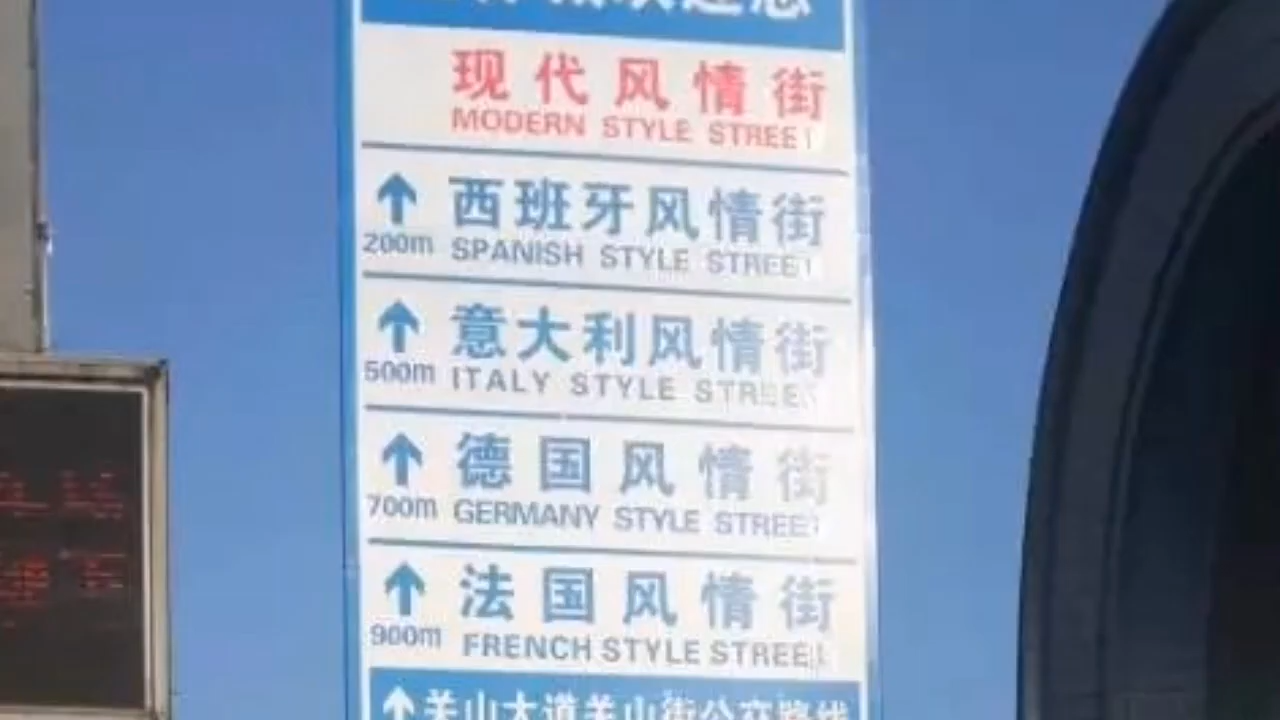 现代风情街
MODERN STYLE STREET
西班牙风情街
200m SPANISH STYLE STREET
意大利风情街
500m ITALY STYLE STREET
德国风情街
700m GERMANY STYLE STREET
法国风情街
900m FRENCH STYLE STREET
关山大道关山街公交路线